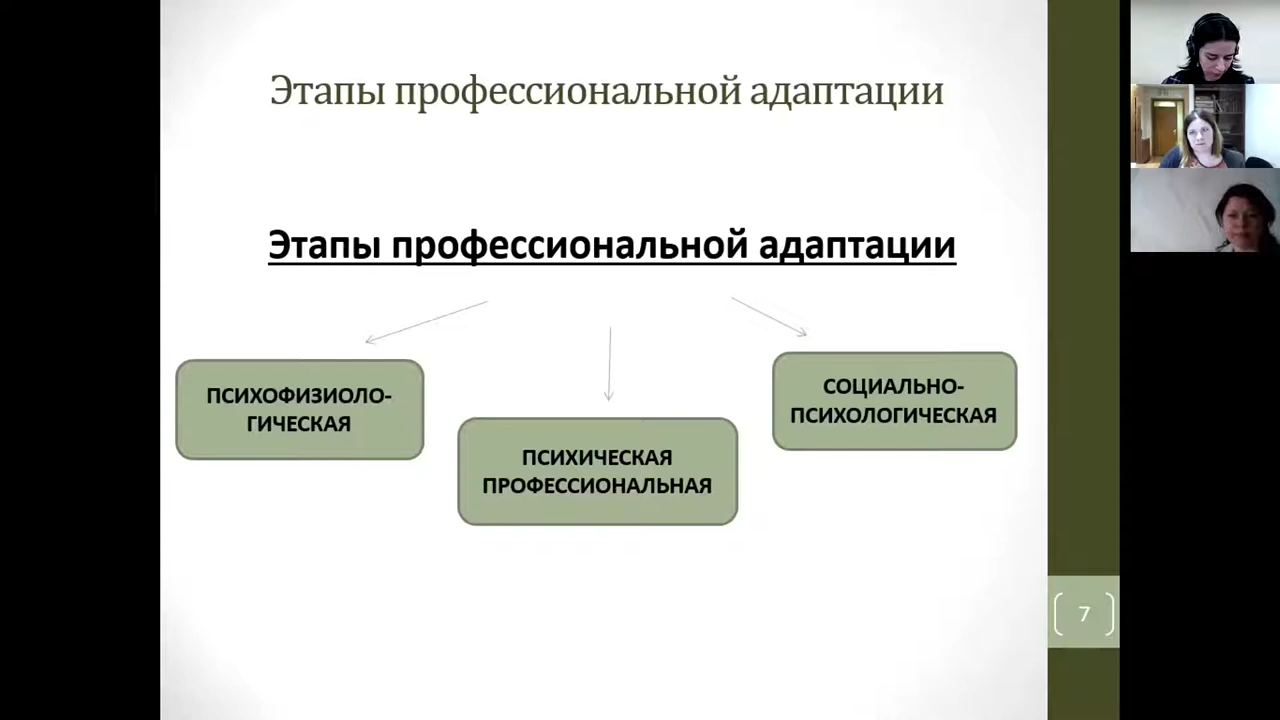 Этапы профессиональной адаптации
Этапы профессиональной адаптации
ПСИХОФИЗИОЛО-
ГИЧЕСКАЯ
ПСИХИЧЕСКАЯ
ПРОФЕССИОНАЛЬНАЯ
СОЦИАЛЬНО-
ПСИХОЛОГИЧЕСКАЯ
7